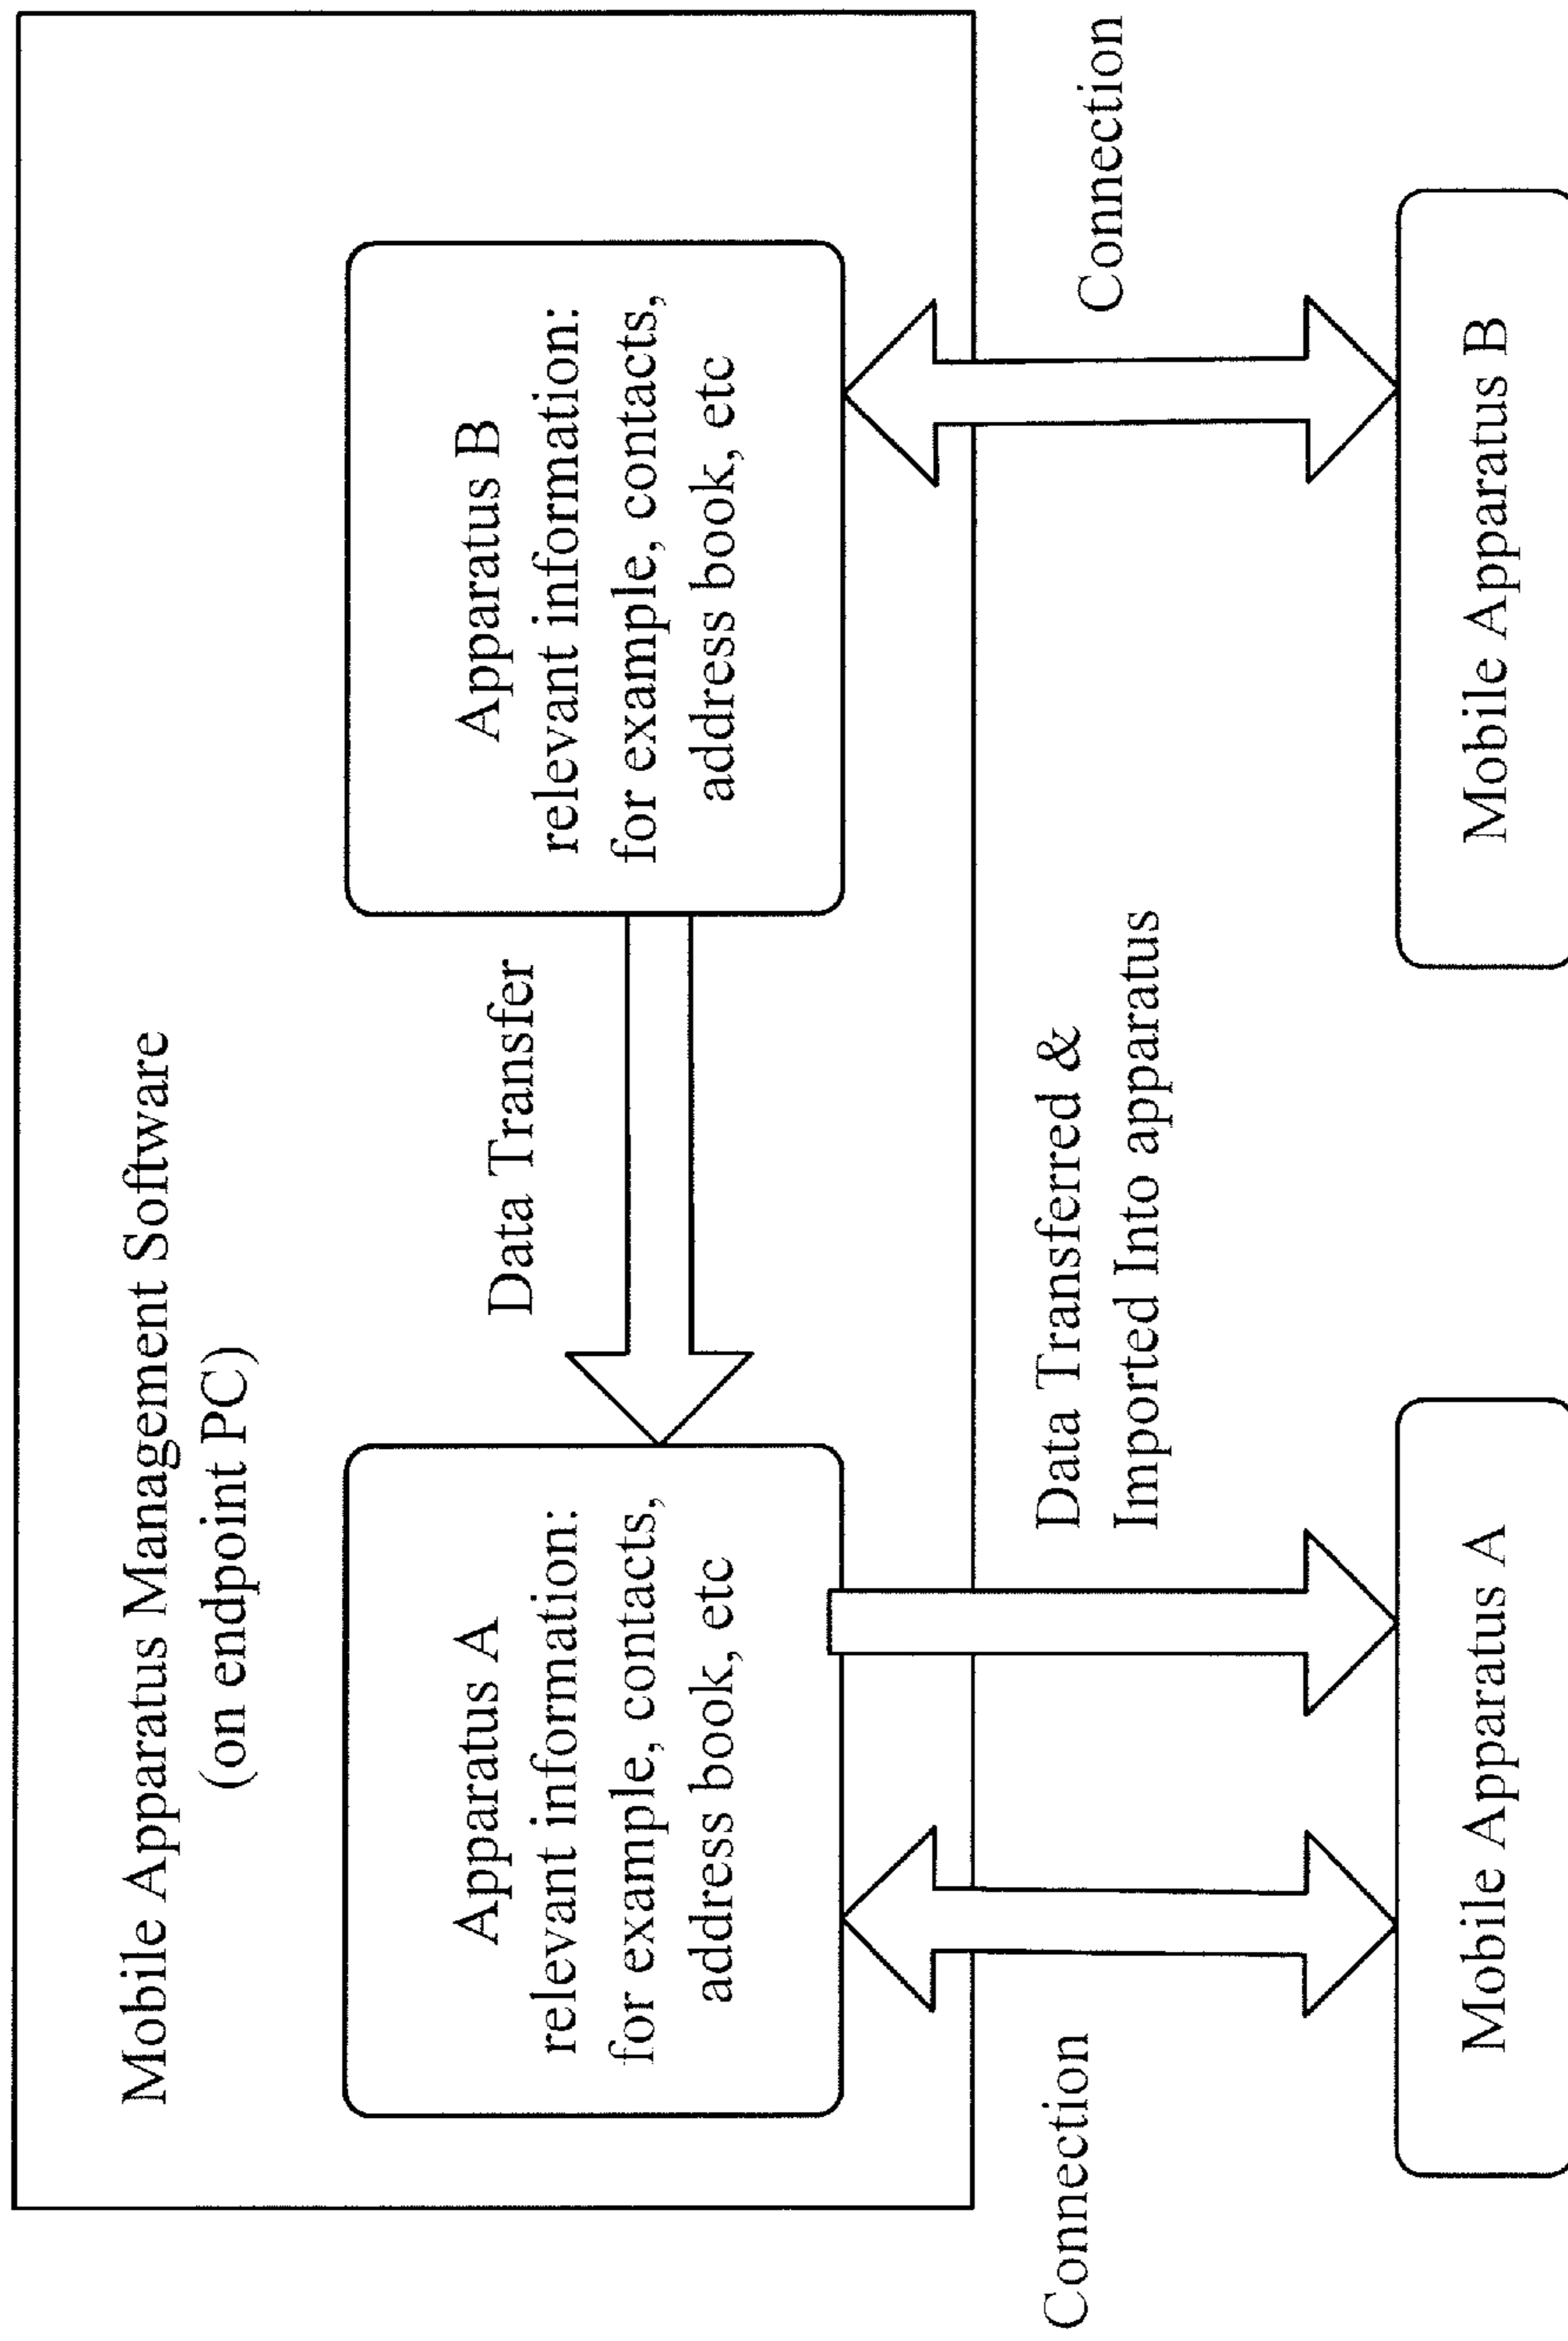 Mobile Apparatus Management Software
(on endpoint PC)
Apparatus A
relevant information:
for example, contacts,
address book, etc
Data Transfer
Apparatus B
relevant information:
for example, contacts,
address book, etc
Connection
Data Transferred &
Imported Into apparatus
Connection
Mobile Apparatus A
Mobile Apparatus B